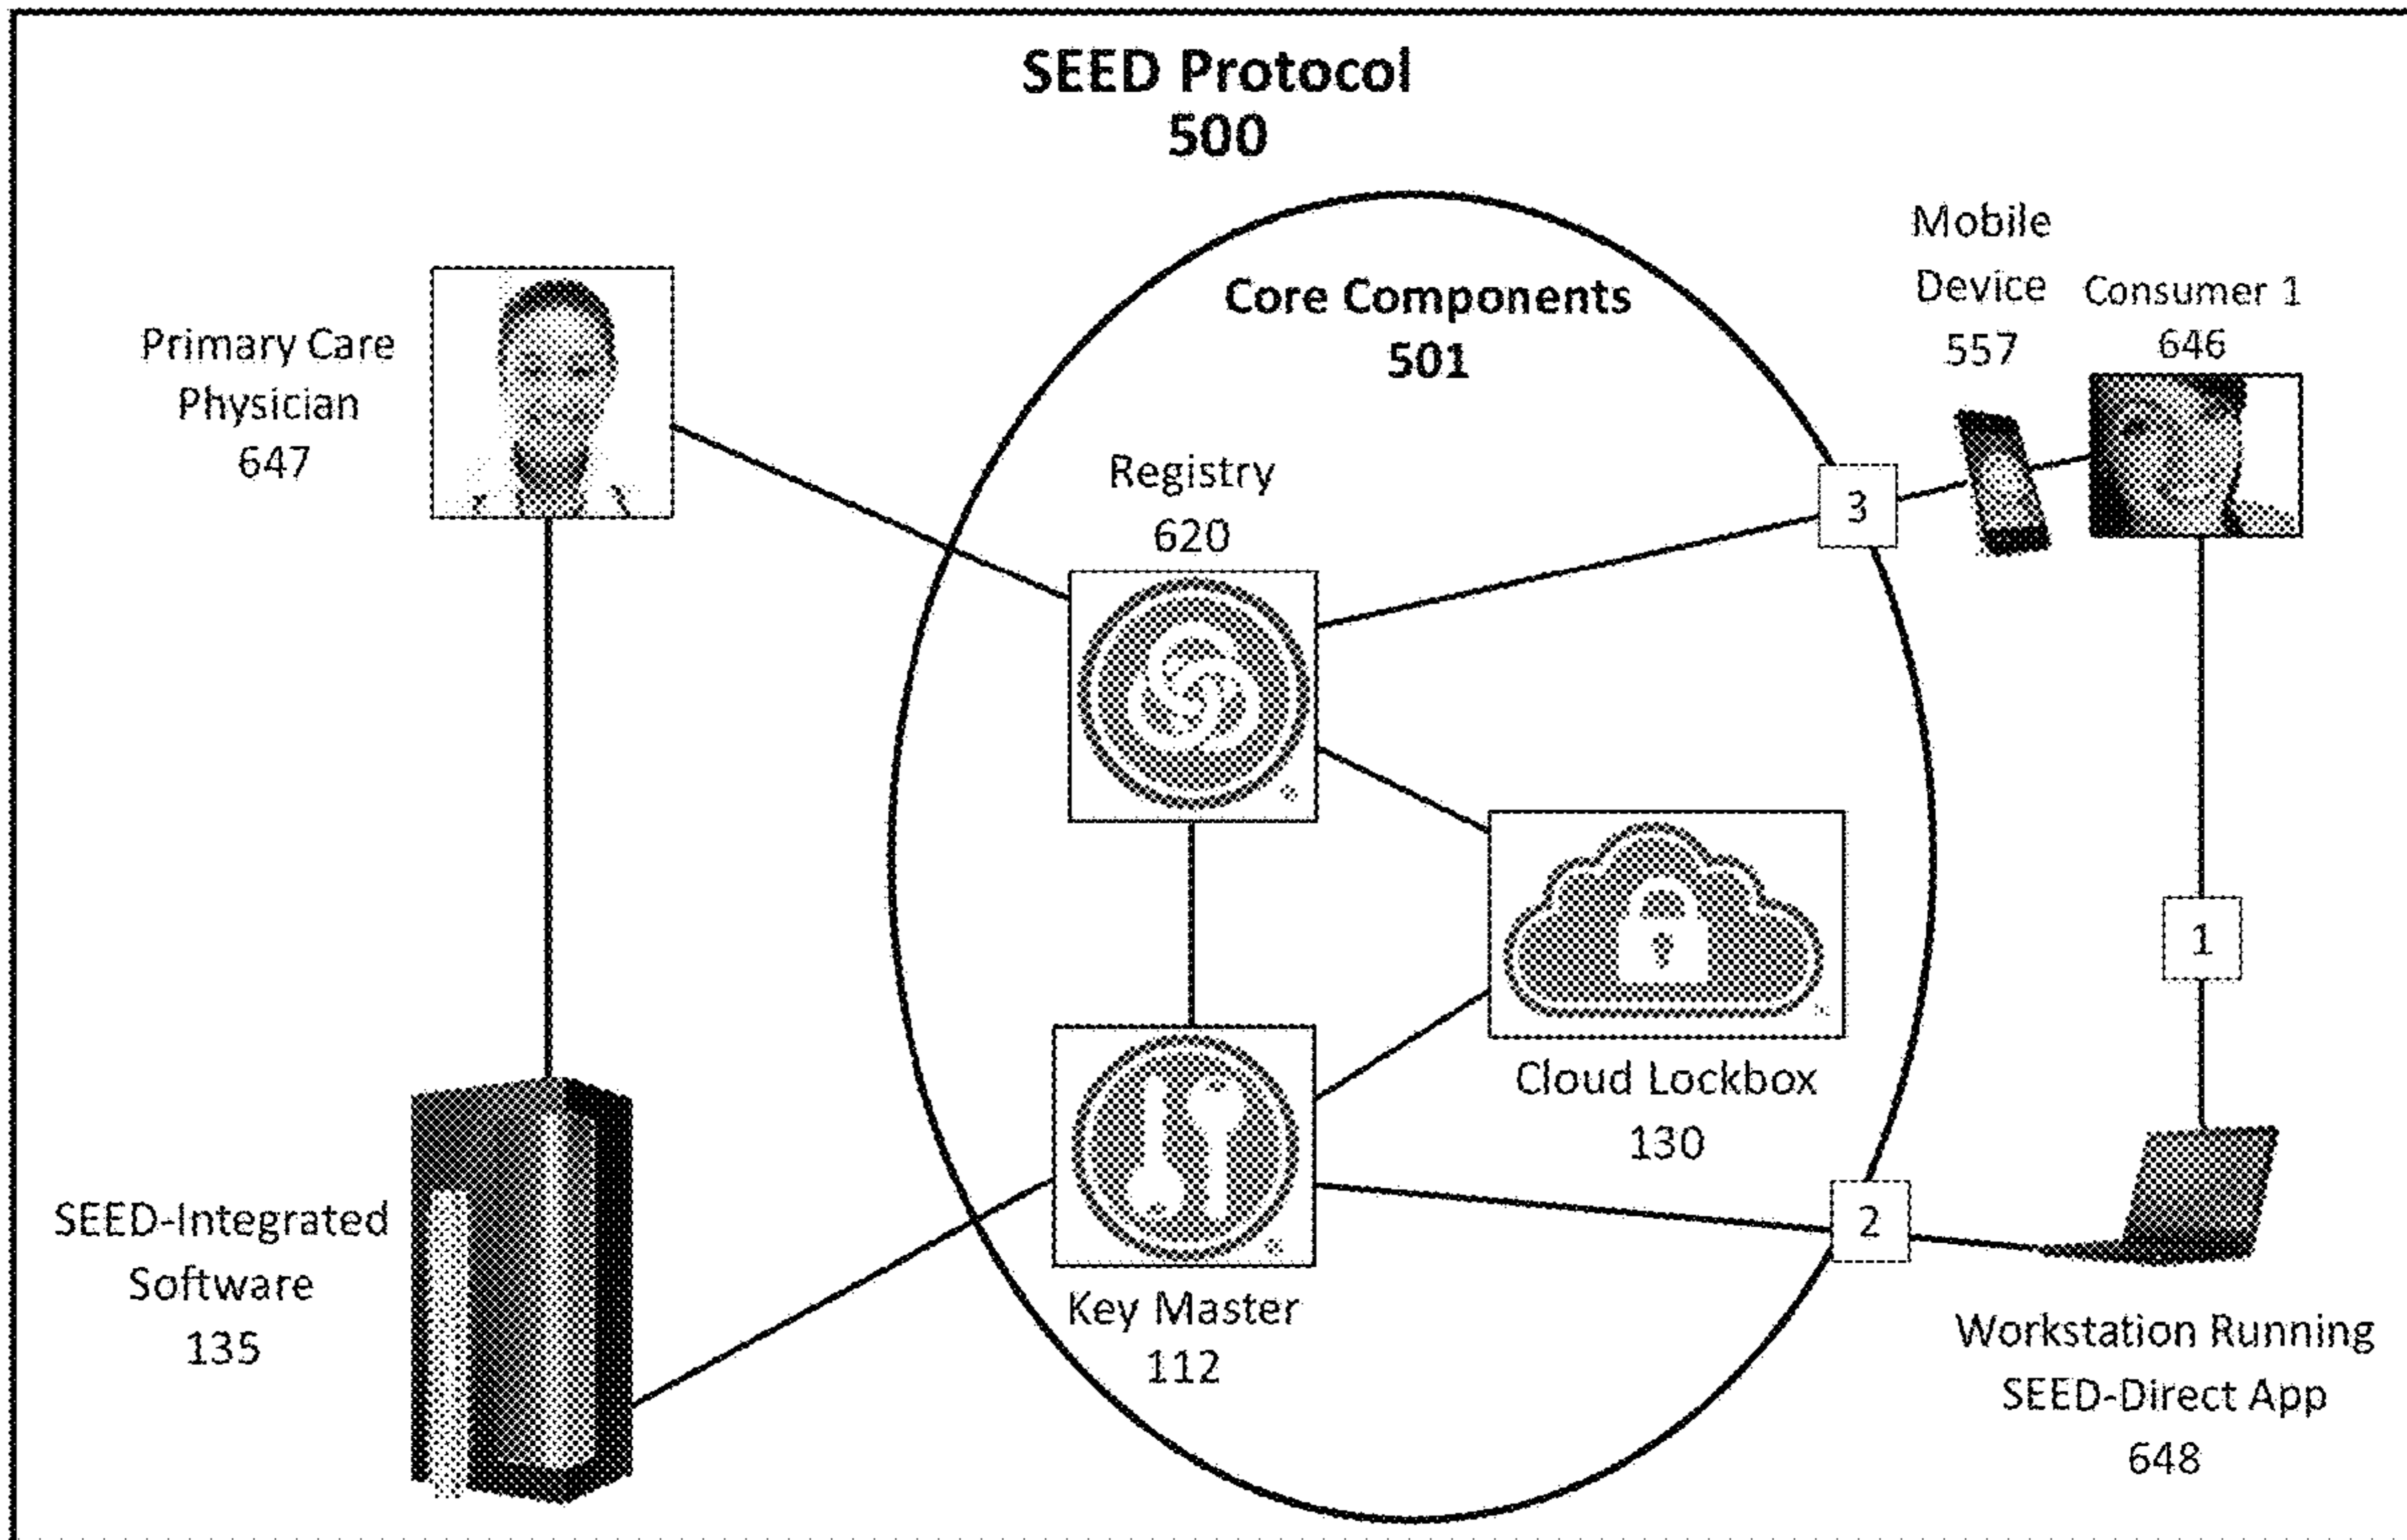 SEED Protocol
500
Core Components
501
Mobile
Device
557
Consumer 1
646
Primary Care
Physician
647
Registry
620
3
1
Cloud Lockbox
130
SEED-Integrated
Software
135
Key Master
112
2
Workstation Running
SEED-Direct App
648